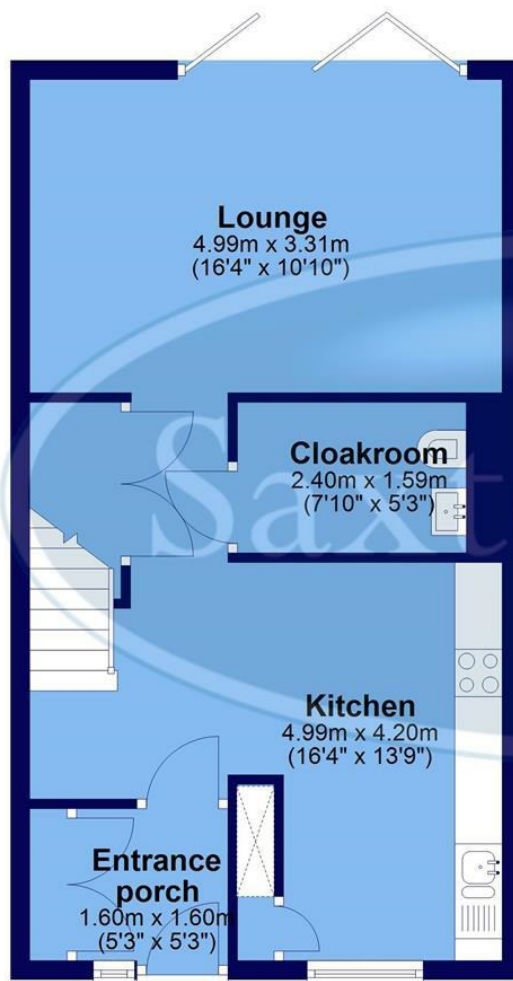 Lounge
4.99m x 3.31m
(16'4" x 10'10")
Cloakroom
2.40m x 1.59m
(7'10" x 5'3")
Saxt
Kitchen
4.99m x 4.20m
(16'4" x 13'9")
Entrance
porch
1.60m x 1.60m
(5'3" x 5'3")